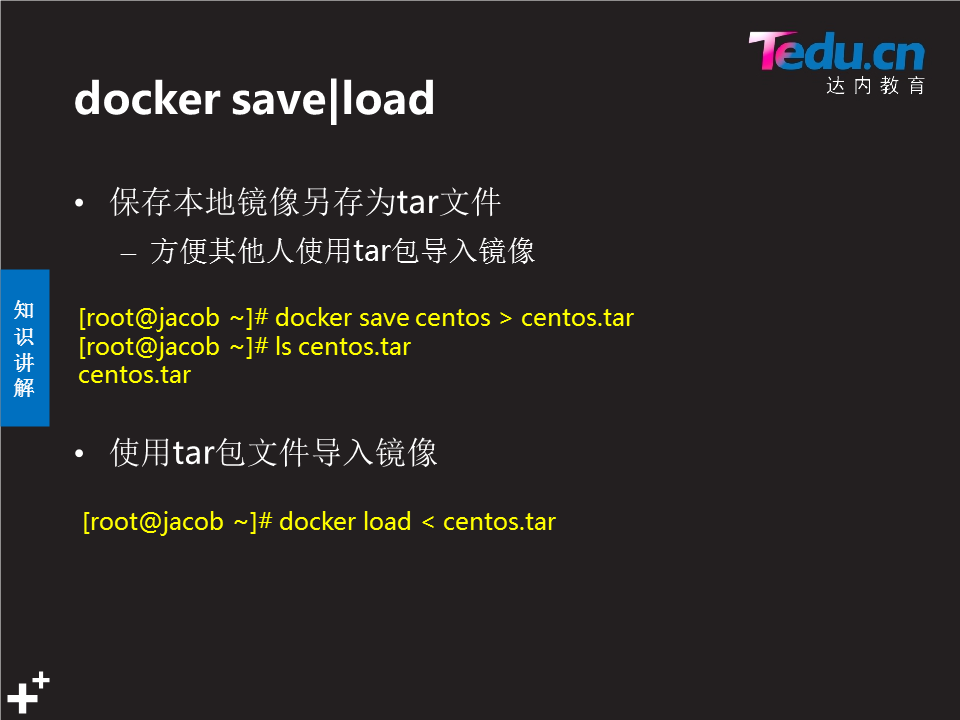 Tedu.cn
达内教育
docker save|load
• 保存本地镜像另存为tar文件
– 方便其他人使用tar包导入镜像
知识讲解
[root@jacob ~]# docker save centos > centos.tar
[root@jacob ~]# ls centos.tar
centos.tar
• 使用tar包文件导入镜像
[root@jacob ~]# docker load < centos.tar